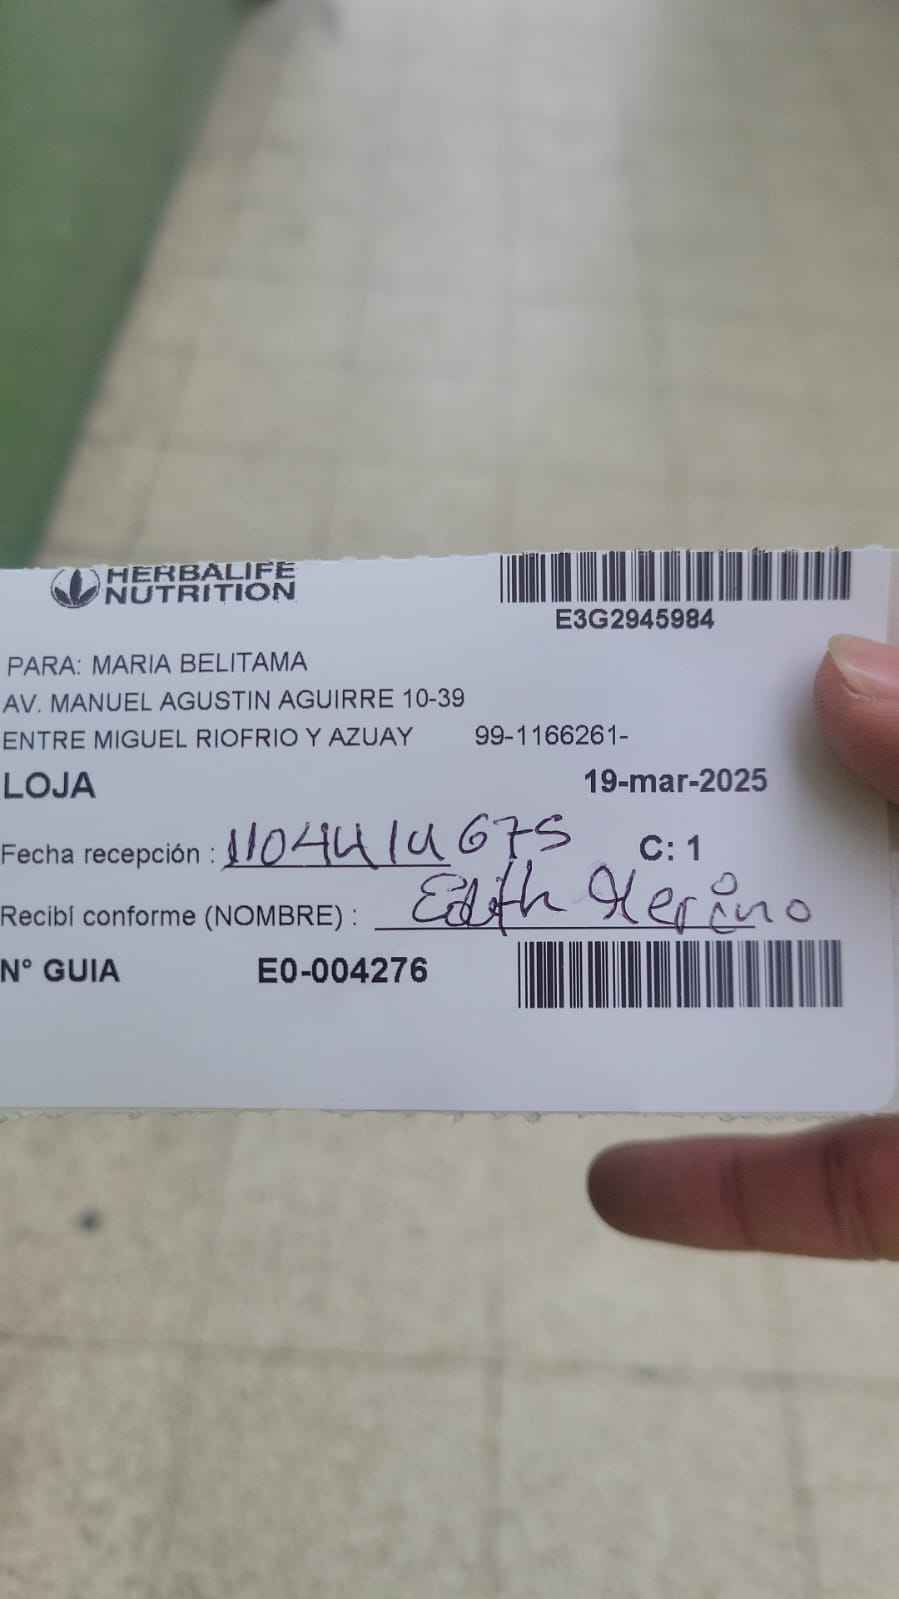 HERBALIFE
NUTRITION
E3G2945984
PARA: MARIA BELITAMA
AV. MANUEL AGUSTIN AGUIRRE 10-39
ENTRE MIGUEL RIOFRIO Y AZUAY 99-1166261-
LOJA 19-mar-2025
Fecha recepción : 1104414675 C: 1
Recibí conforme (NOMBRE) : Edith Merino
N° GUIA E0-004276